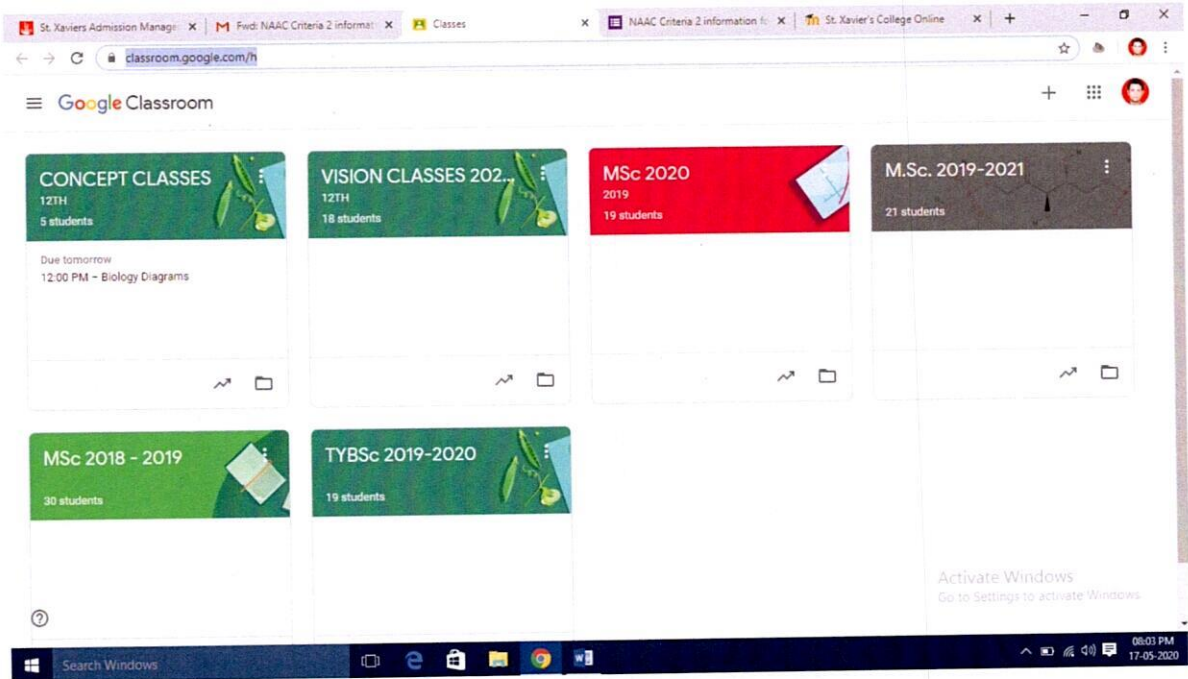 St. Xaviers Admission Manage
Fwd: NAAC Criteria 2 informat
Classes
NAAC Criteria 2 information fo
St. Xavier's College Online
classroom.google.com/h
Google Classroom
CONCEPT CLASSES
12TH
5 students
Due tomorrow
12:00 PM – Biology Diagrams
VISION CLASSES 202...
12TH
18 students
MSc 2020
2019
19 students
M.Sc. 2019-2021
21 students
MSc 2018 - 2019
30 students
TYBSc 2019-2020
19 students
Activate Windows
Go to Settings to activate Windows
Search Windows
08:03 PM
17-05-2020